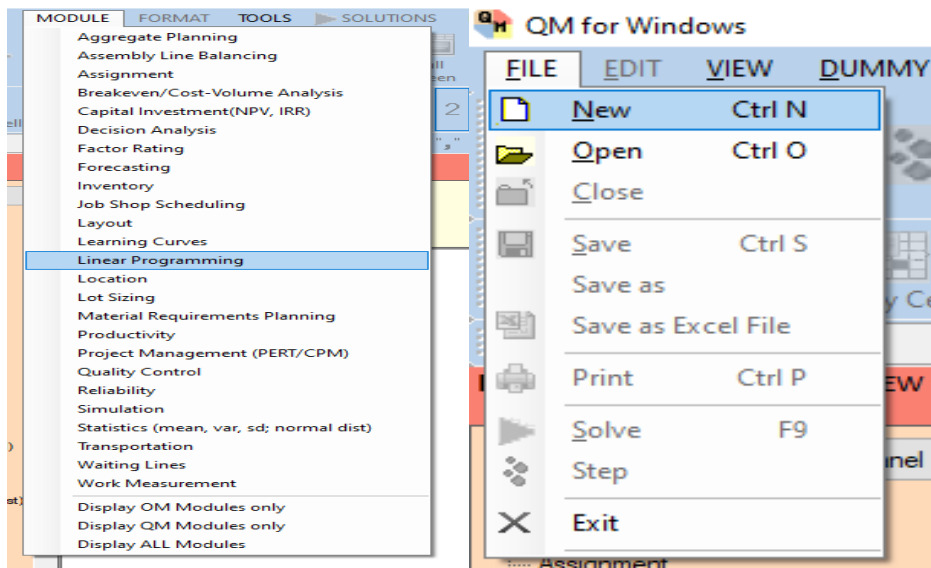 MODULE FORMAT TOOLS SOLUTIONS
Aggregate Planning
Assembly Line Balancing
Assignment
Breakeven/Cost-Volume Analysis
Capital Investment(NPV, IRR)
Decision Analysis
Factor Rating
Forecasting
Inventory
Job Shop Scheduling
Layout
Learning Curves
Linear Programming
Location
Lot Sizing
Material Requirements Planning
Productivity
Project Management (PERT/CPM)
Quality Control
Reliability
Simulation
Statistics (mean, var, sd; normal dist)
Transportation
Waiting Lines
Work Measurement
Display OM Modules only
Display QM Modules only
Display ALL Modules
2
QM for Windows
FILE EDIT VIEW DUMMY
New Ctrl N
Open Ctrl O
Close
Save Ctrl S
Save as
Save as Excel File
Print Ctrl P
Solve F9
Step
Exit
Assignment